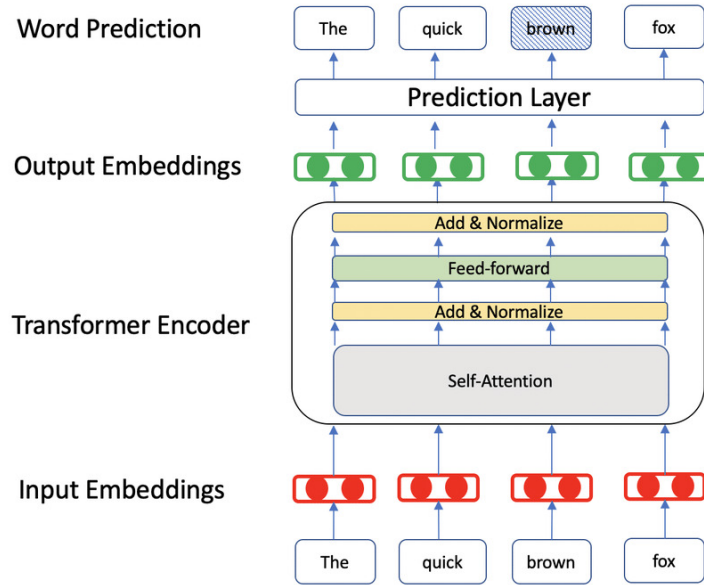 Word Prediction
The quick brown fox
Prediction Layer
Output Embeddings
Add & Normalize
Feed-forward
Add & Normalize
Transformer Encoder
Self-Attention
Input Embeddings
The quick brown fox